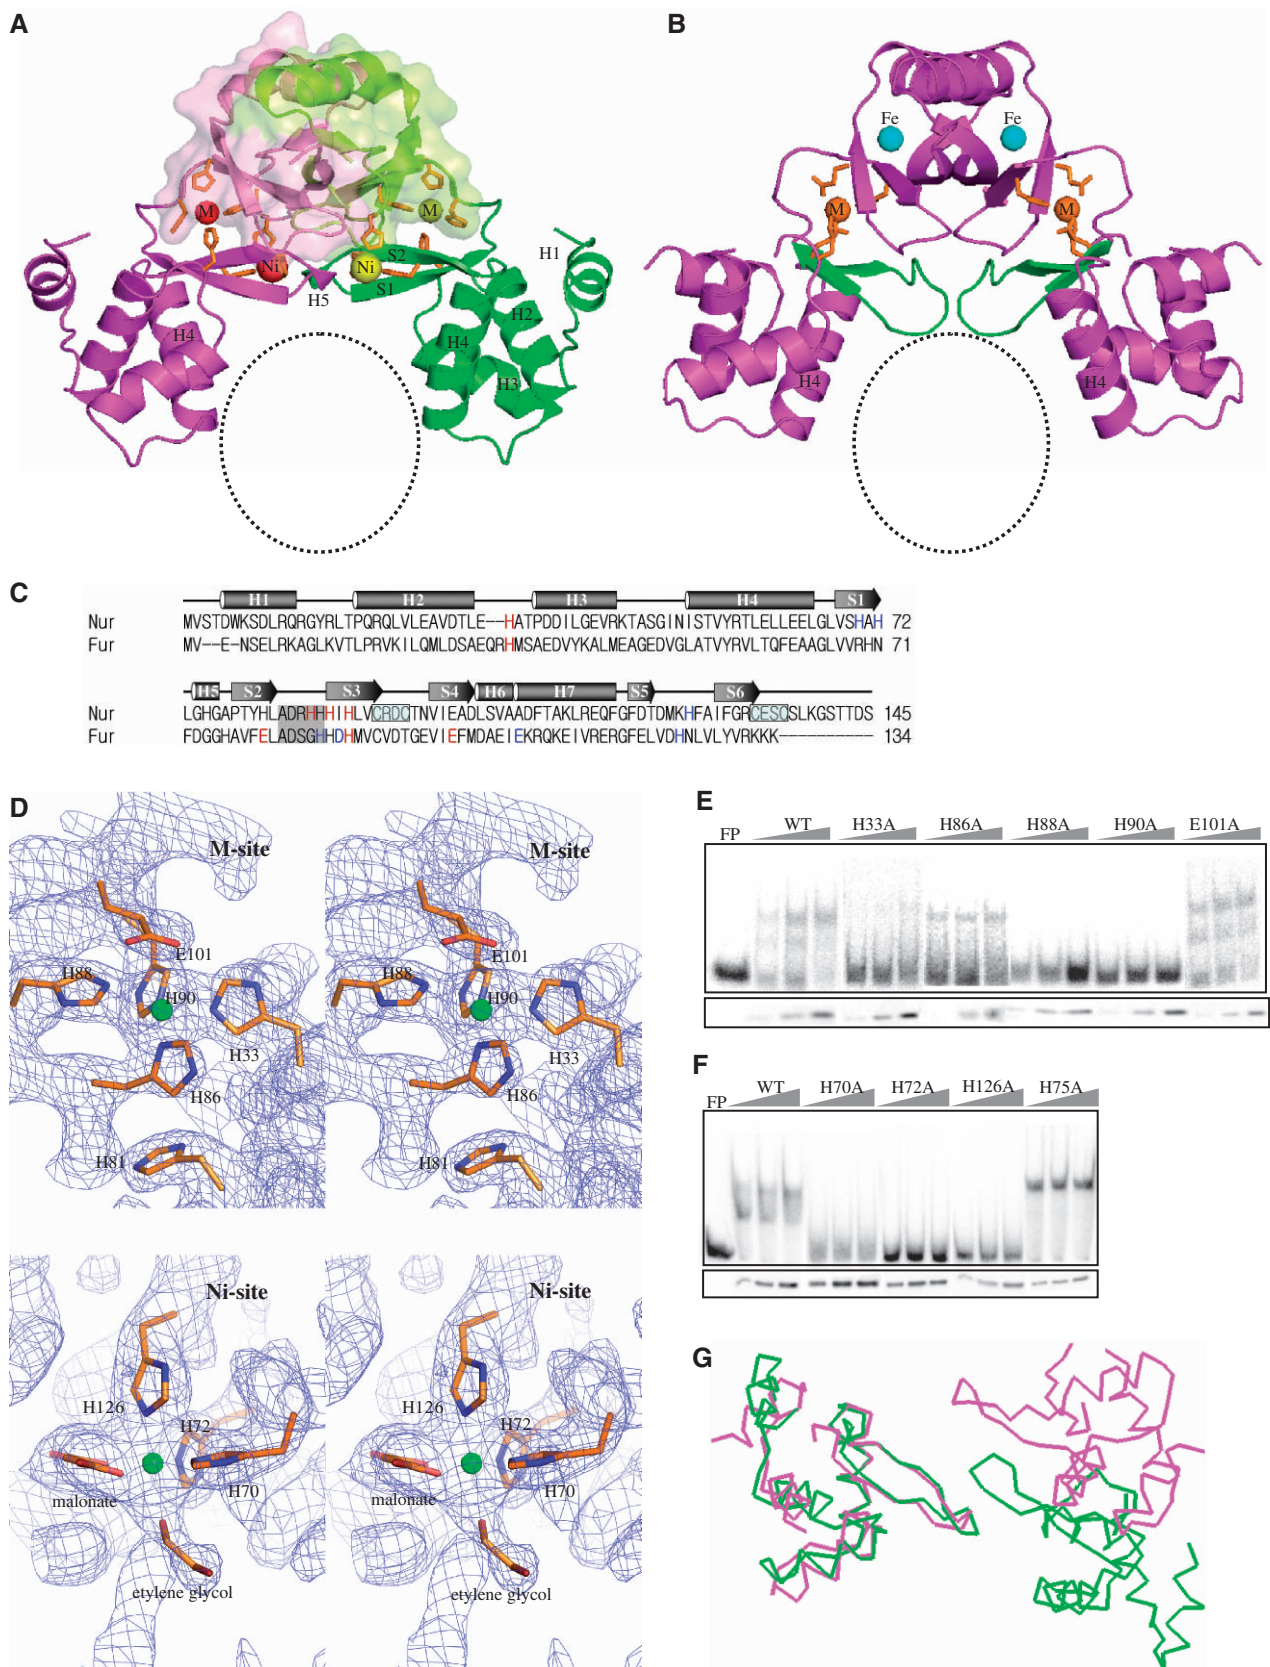 A
B
Fe Fe
M M
M M
H1
Ni Ni
S2
S1
H5
H2
H4 H4
H3
H4 H4
C
H1 H2 H3 H4 S1
Nur MVSTDWKSDLRQRGYRLTPQRQLVLEAVDTLE--HATPDDILGEVRKTASGINISTVYRTLELLEELGLVSHAH 72
Fur MV--E-NSELRKAGLKVTLPRVKILQMLDSAEQRHMSAEDVYKALMEAGEDVGLATVYRVLTQFEAAGLVVRHN 71
H5 S2 S3 S4 H6 H7 S5 S6
Nur LGHGAPTYHLADRHHHIHLVCRDCTNVIEADLSVAADFTAKLREQFGFDTDMKHFAIFGRCESCSLKGSTTDS 145
Fur FDGGHAVFELADSGHHDHMVCVDTGEVIEFMDAEIEKRQKEIVRERGFELVDHNLVLYVRKKK---------- 134
D
M-site M-site
E101 E101
H88 H88
H90 H90
H33 H33
H86 H86
H81 H81
Ni-site Ni-site
H126 H126
H72 H72
malonate malonate
H70 H70
etylene glycol etylene glycol
E
FP WT H33A H86A H88A H90A E101A
F
FP WT H70A H72A H126A H75A
G